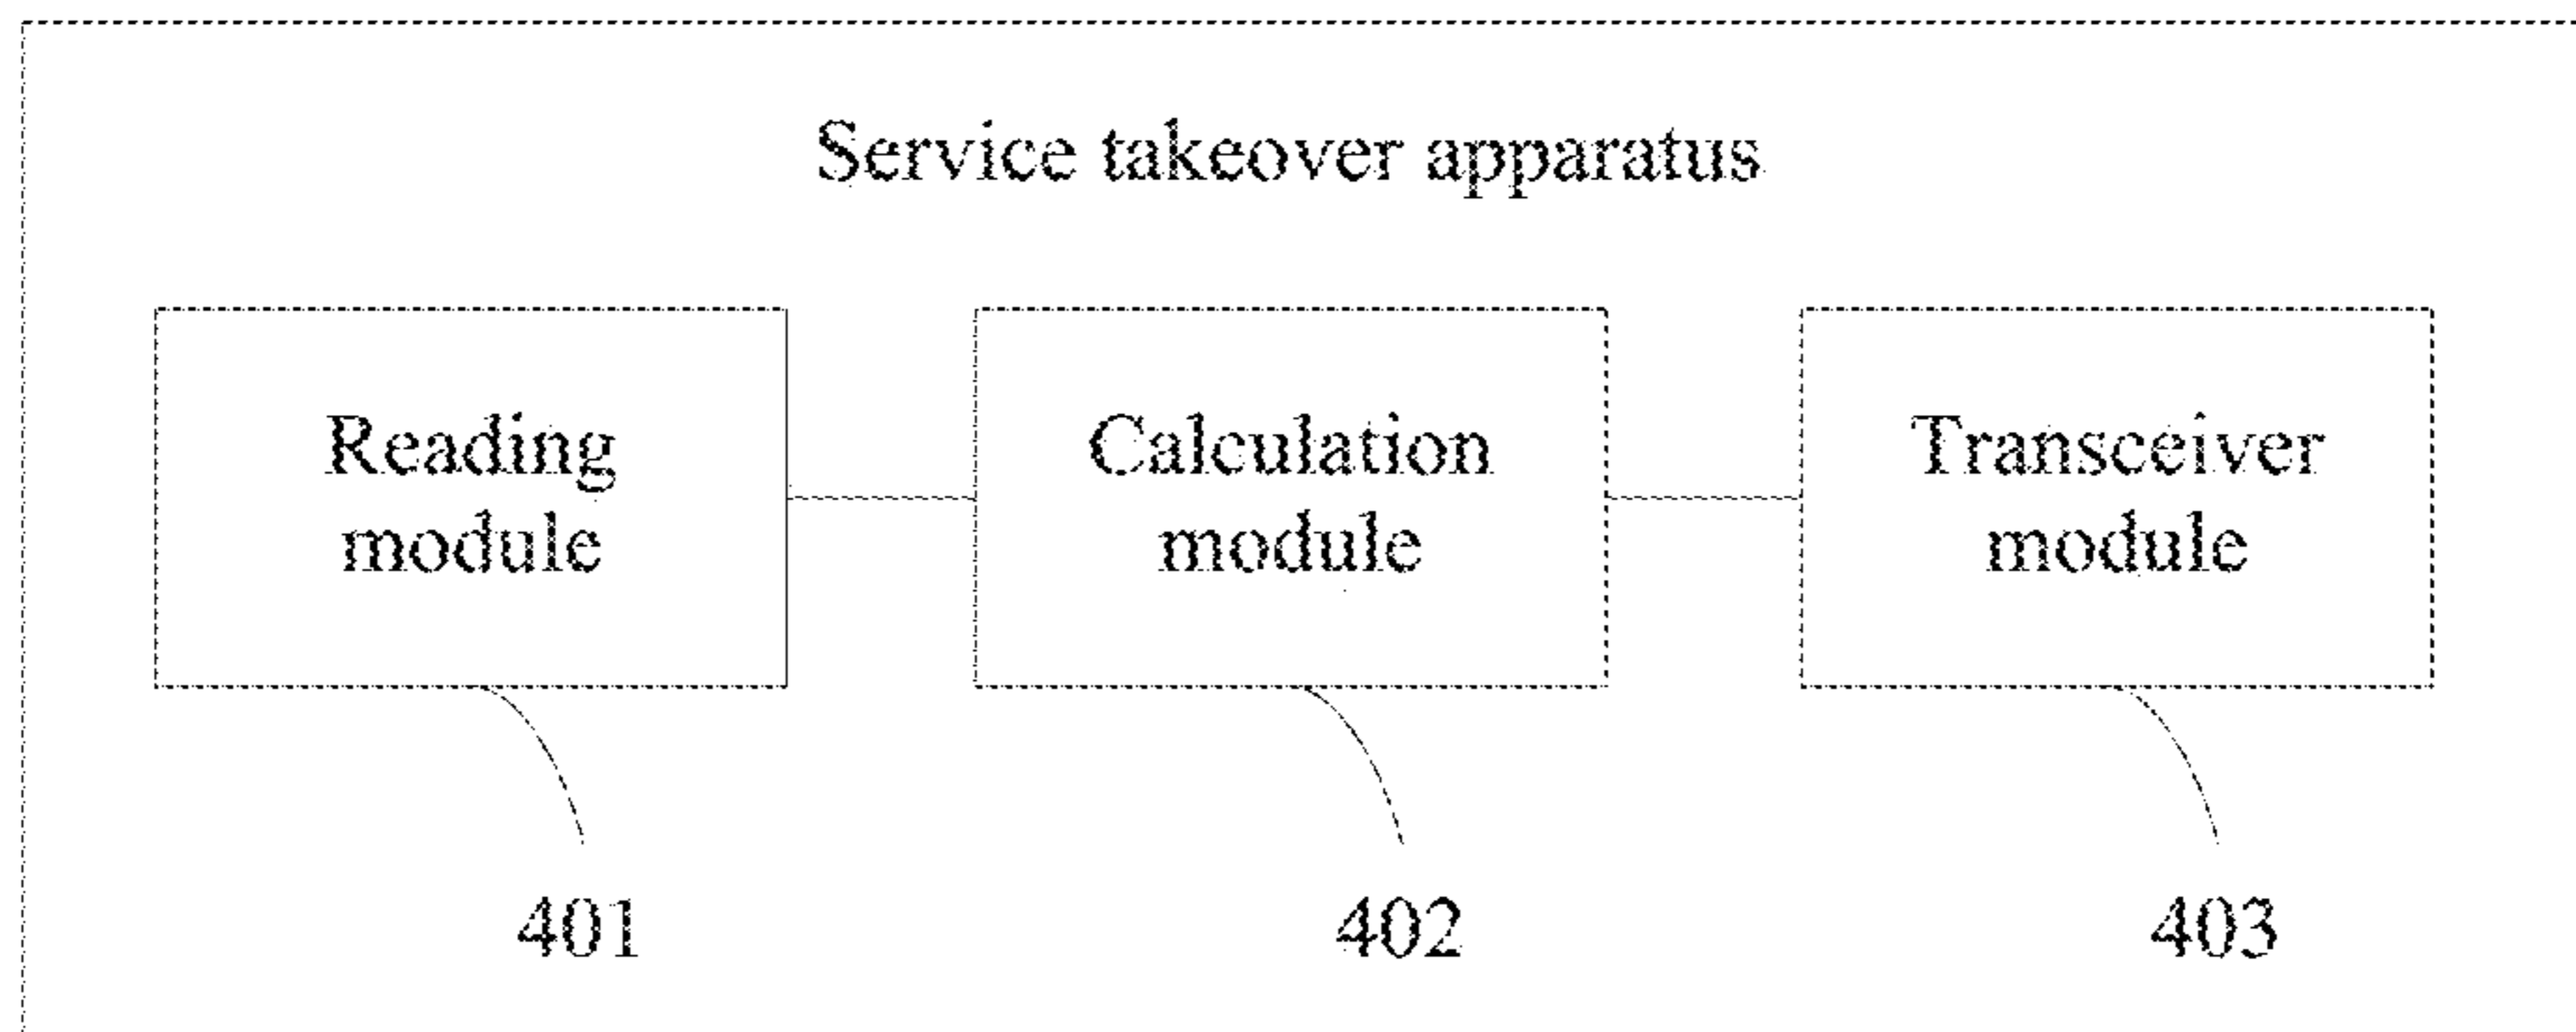 Service takeover apparatus
Reading
module
Calculation
module
Transceiver
module
401
402
403